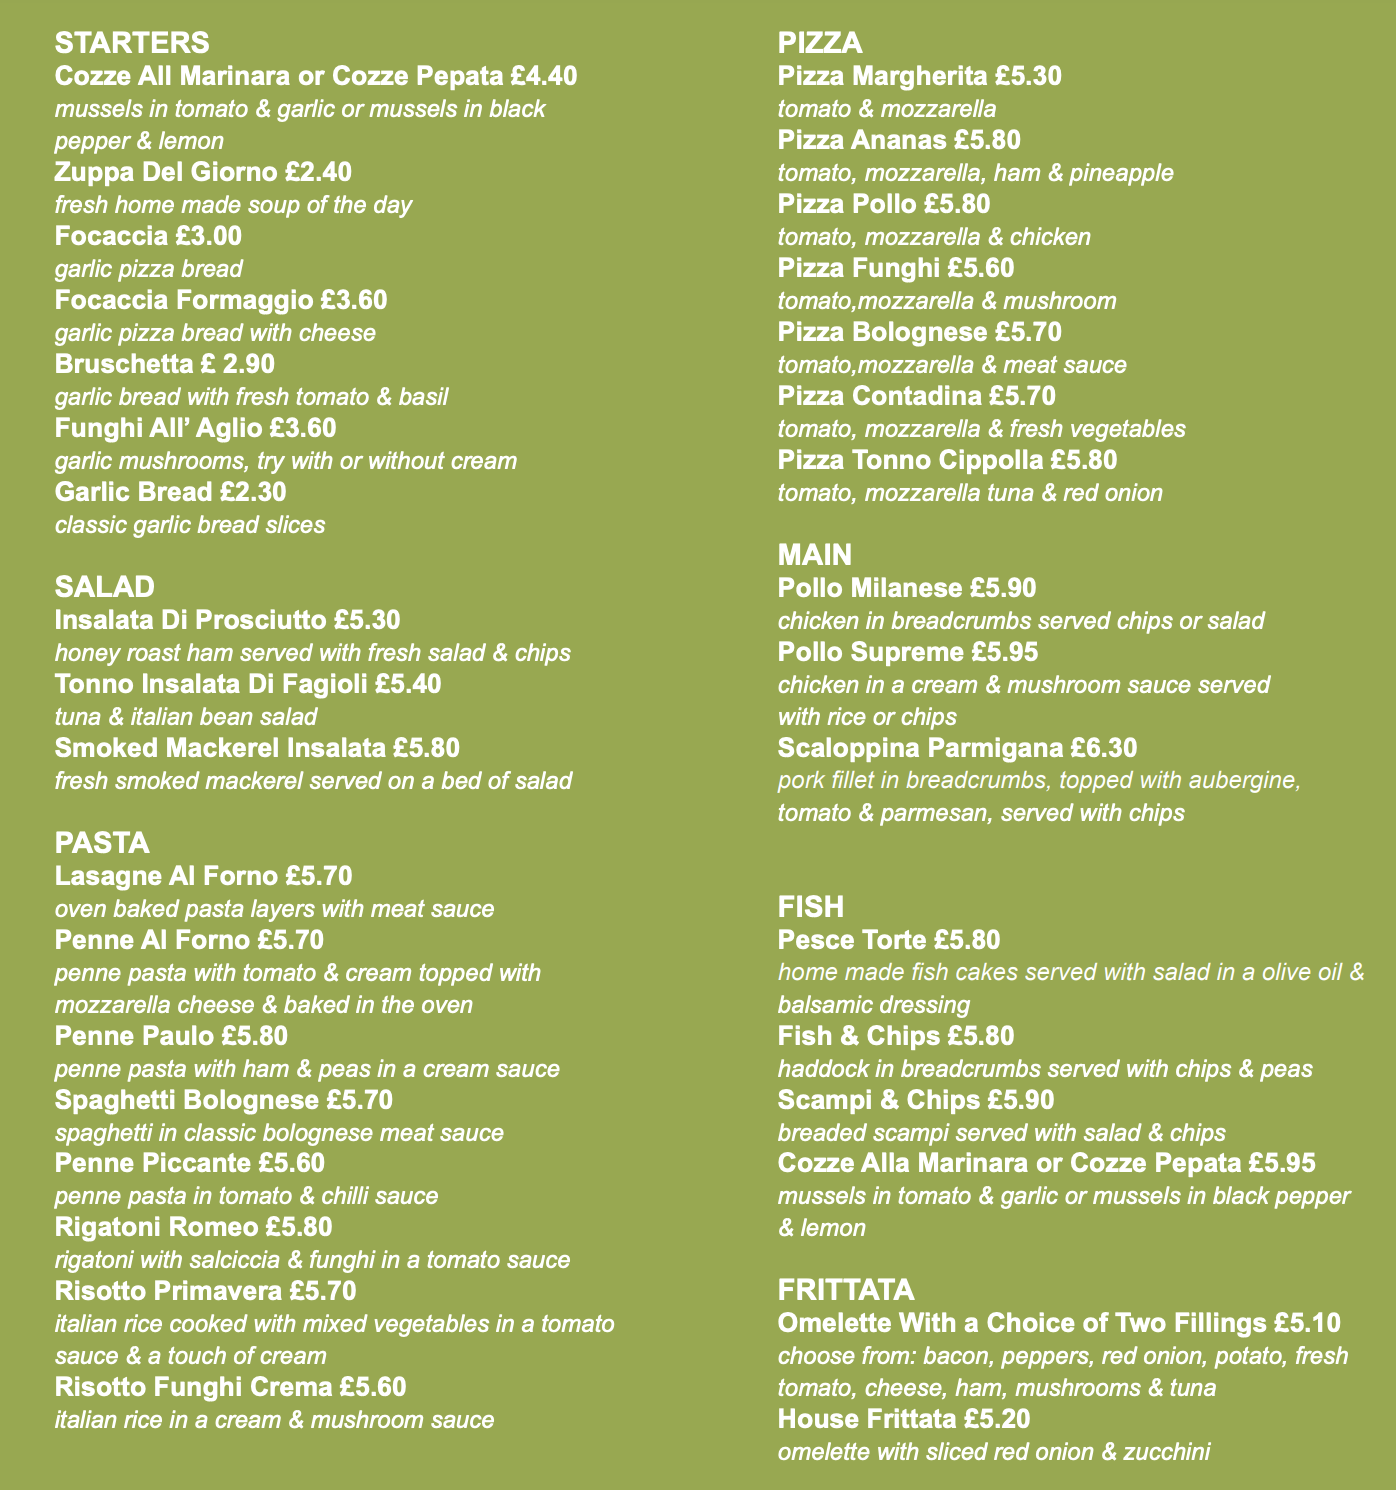 STARTERS
Cozze All Marinara or Cozze Pepata £4.40
mussels in tomato & garlic or mussels in black
pepper & lemon
Zuppa Del Giorno £2.40
fresh home made soup of the day
Focaccia £3.00
garlic pizza bread
Focaccia Formaggio £3.60
garlic pizza bread with cheese
Bruschetta £ 2.90
garlic bread with fresh tomato & basil
Funghi All’ Aglio £3.60
garlic mushrooms, try with or without cream
Garlic Bread £2.30
classic garlic bread slices
SALAD
Insalata Di Prosciutto £5.30
honey roast ham served with fresh salad & chips
Tonno Insalata Di Fagioli £5.40
tuna & italian bean salad
Smoked Mackerel Insalata £5.80
fresh smoked mackerel served on a bed of salad
PASTA
Lasagne Al Forno £5.70
oven baked pasta layers with meat sauce
Penne Al Forno £5.70
penne pasta with tomato & cream topped with
mozzarella cheese & baked in the oven
Penne Paulo £5.80
penne pasta with ham & peas in a cream sauce
Spaghetti Bolognese £5.70
spaghetti in classic bolognese meat sauce
Penne Piccante £5.60
penne pasta in tomato & chilli sauce
Rigatoni Romeo £5.80
rigatoni with salciccia & funghi in a tomato sauce
Risotto Primavera £5.70
italian rice cooked with mixed vegetables in a tomato
sauce & a touch of cream
Risotto Funghi Crema £5.60
italian rice in a cream & mushroom sauce
PIZZA
Pizza Margherita £5.30
tomato & mozzarella
Pizza Ananas £5.80
tomato, mozzarella, ham & pineapple
Pizza Pollo £5.80
tomato, mozzarella & chicken
Pizza Funghi £5.60
tomato,mozzarella & mushroom
Pizza Bolognese £5.70
tomato,mozzarella & meat sauce
Pizza Contadina £5.70
tomato, mozzarella & fresh vegetables
Pizza Tonno Cippolla £5.80
tomato, mozzarella tuna & red onion
MAIN
Pollo Milanese £5.90
chicken in breadcrumbs served chips or salad
Pollo Supreme £5.95
chicken in a cream & mushroom sauce served
with rice or chips
Scaloppina Parmigana £6.30
pork fillet in breadcrumbs, topped with aubergine,
tomato & parmesan, served with chips
FISH
Pesce Torte £5.80
home made fish cakes served with salad in a olive oil &
balsamic dressing
Fish & Chips £5.80
haddock in breadcrumbs served with chips & peas
Scampi & Chips £5.90
breaded scampi served with salad & chips
Cozze Alla Marinara or Cozze Pepata £5.95
mussels in tomato & garlic or mussels in black pepper
& lemon
FRITTATA
Omelette With a Choice of Two Fillings £5.10
choose from: bacon, peppers, red onion, potato, fresh
tomato, cheese, ham, mushrooms & tuna
House Frittata £5.20
omelette with sliced red onion & zucchini